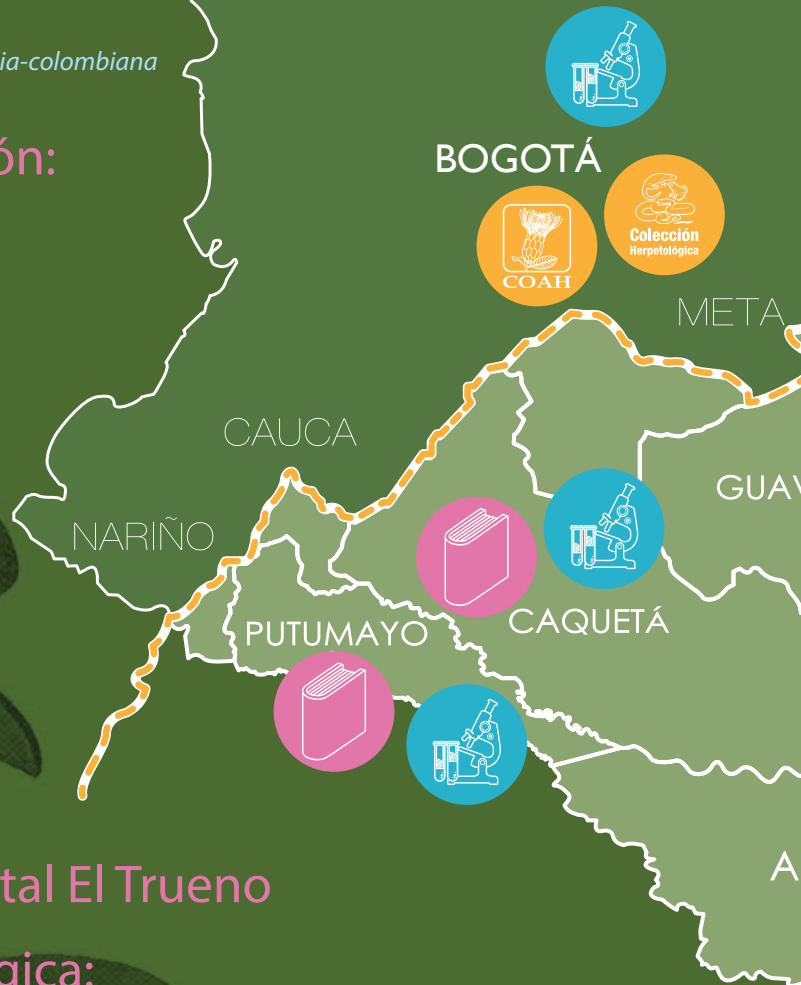 ia-colombiana
ón:
BOGOTÁ
COAH
Colección
Herpetológica
META
CAUCA
GUAV
NARIÑO
CAQUETÁ
PUTUMAYO
A
tal El Trueno
gica: